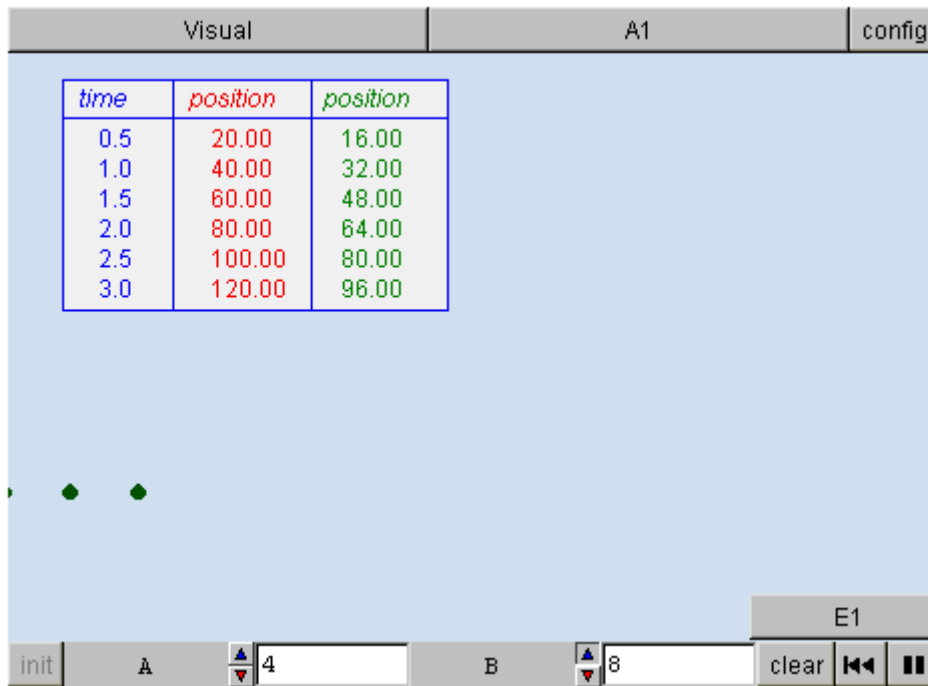 Visual A1 config
time position position
0.5 20.00 16.00
1.0 40.00 32.00
1.5 60.00 48.00
2.0 80.00 64.00
2.5 100.00 80.00
3.0 120.00 96.00
E1
init A 4 B 8 clear